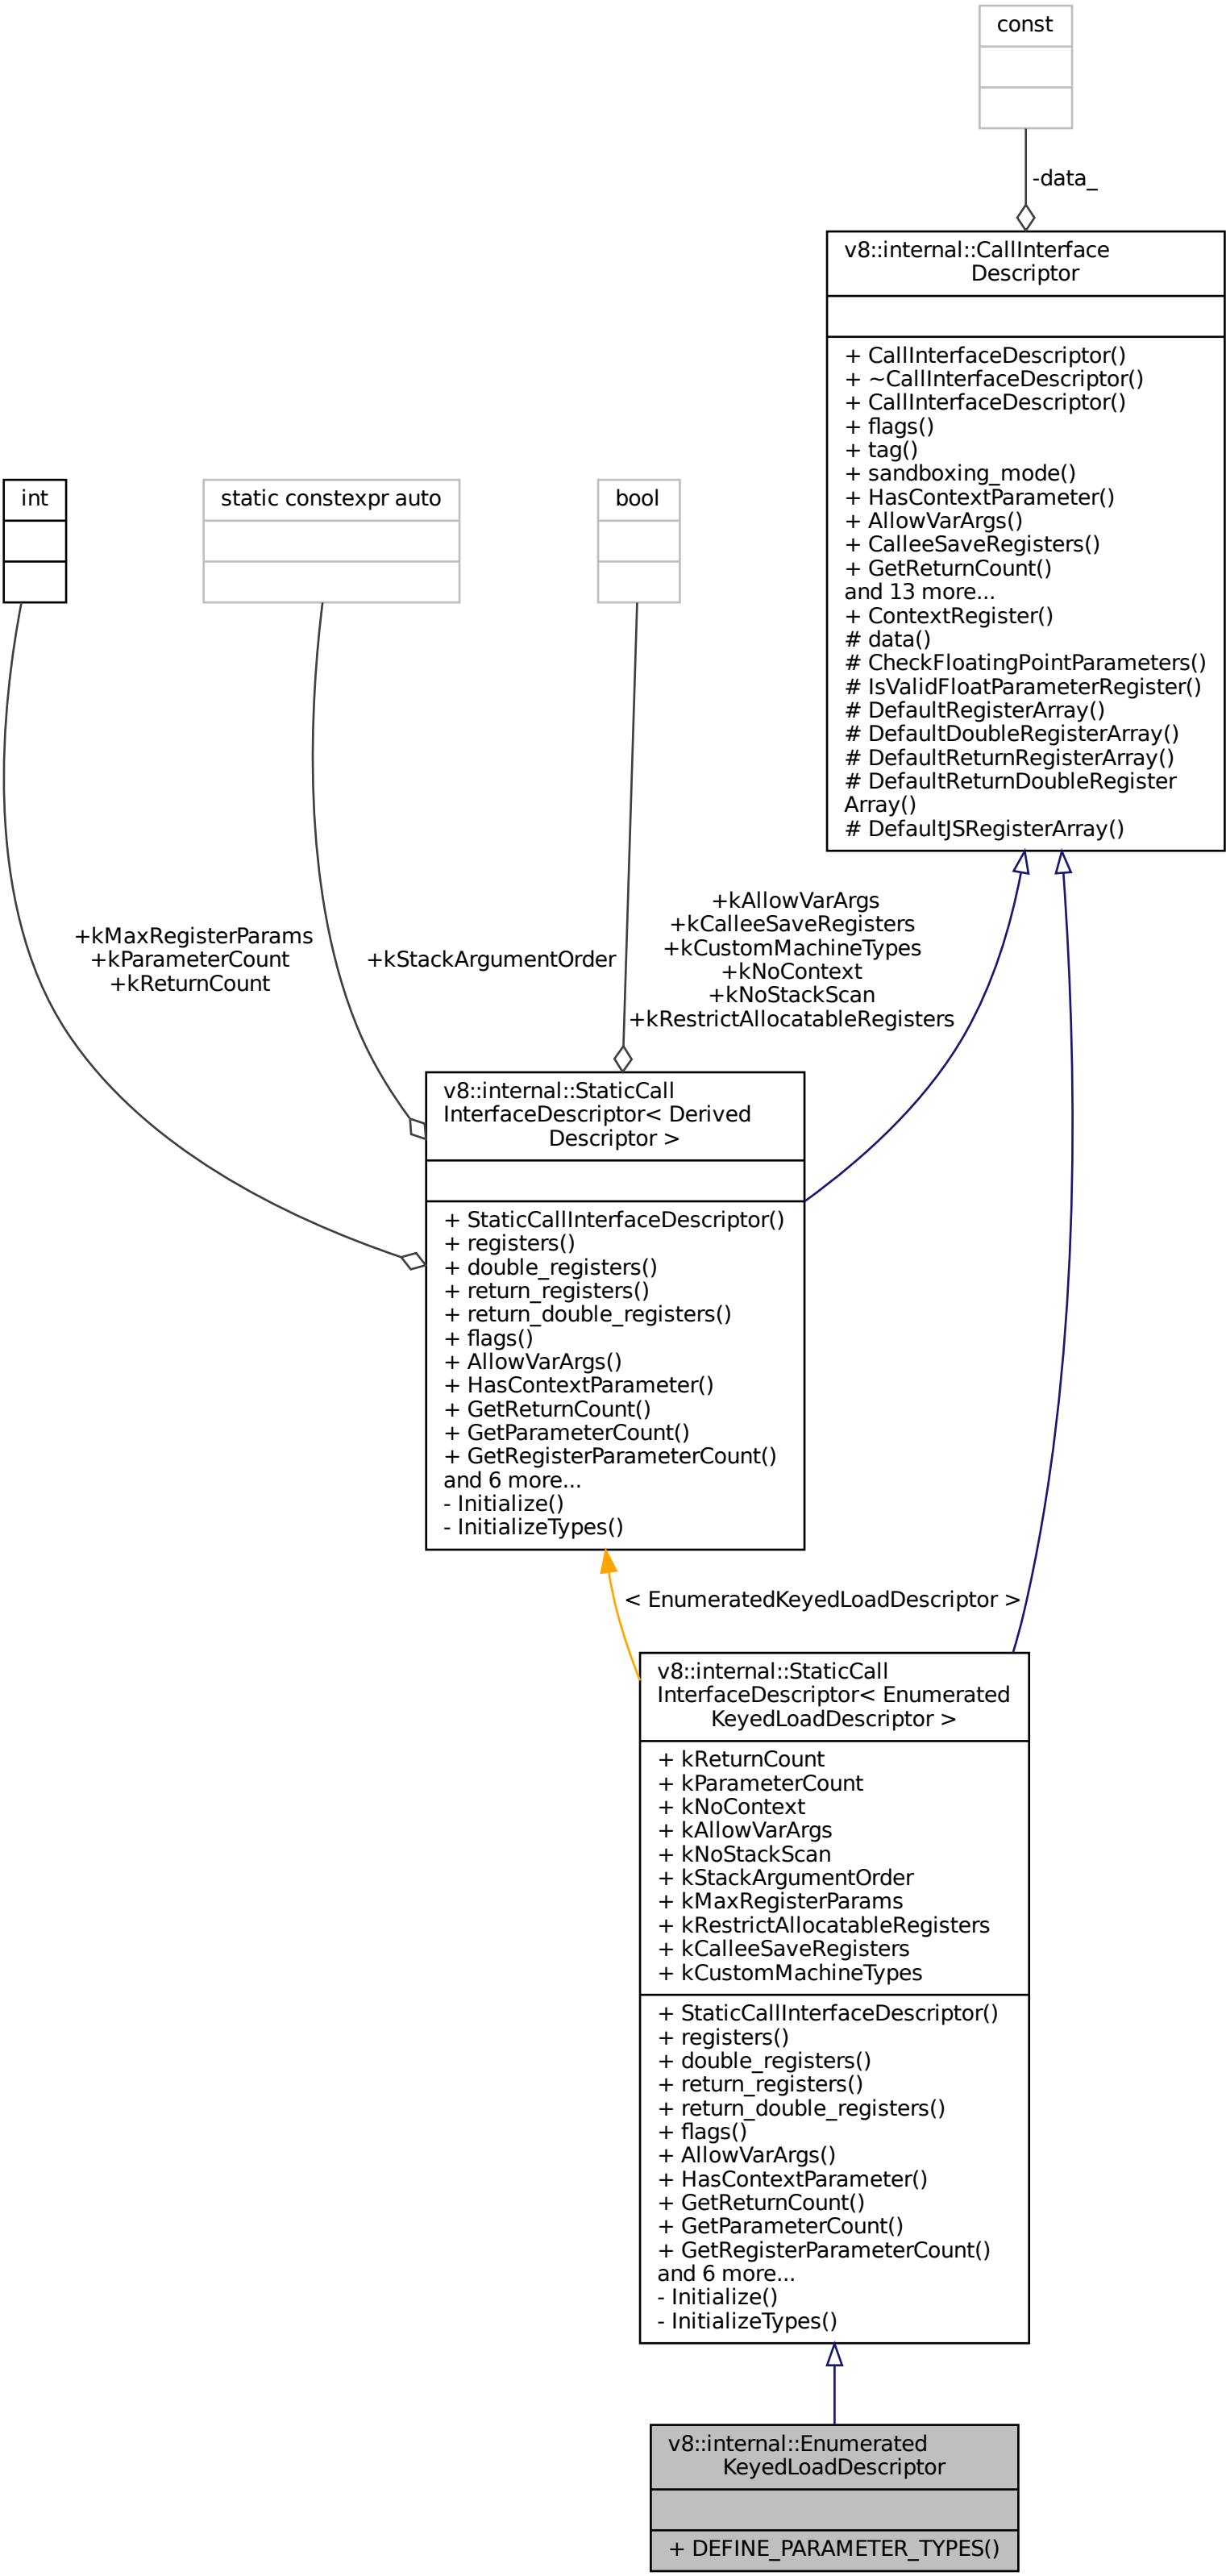 const
-data_
v8::internal::CallInterface
Descriptor
+ CallInterfaceDescriptor()
+ ~CallInterfaceDescriptor()
+ CallInterfaceDescriptor()
+ flags()
+ tag()
+ sandboxing_mode()
+ HasContextParameter()
+ AllowVarArgs()
+ CalleeSaveRegisters()
+ GetReturnCount()
and 13 more...
+ ContextRegister()
# data()
# CheckFloatingPointParameters()
# IsValidFloatParameterRegister()
# DefaultRegisterArray()
# DefaultDoubleRegisterArray()
# DefaultReturnRegisterArray()
# DefaultReturnDoubleRegister
Array()
# DefaultJSRegisterArray()
int
static constexpr auto
bool
+kMaxRegisterParams
+kParameterCount
+kReturnCount
+kStackArgumentOrder
+kAllowVarArgs
+kCalleeSaveRegisters
+kCustomMachineTypes
+kNoContext
+kNoStackScan
+kRestrictAllocatableRegisters
v8::internal::StaticCall
InterfaceDescriptor< Derived
Descriptor >
+ StaticCallInterfaceDescriptor()
+ registers()
+ double_registers()
+ return_registers()
+ return_double_registers()
+ flags()
+ AllowVarArgs()
+ HasContextParameter()
+ GetReturnCount()
+ GetParameterCount()
+ GetRegisterParameterCount()
and 6 more...
- Initialize()
- InitializeTypes()
< EnumeratedKeyedLoadDescriptor >
v8::internal::StaticCall
InterfaceDescriptor< Enumerated
KeyedLoadDescriptor >
+ kReturnCount
+ kParameterCount
+ kNoContext
+ kAllowVarArgs
+ kNoStackScan
+ kStackArgumentOrder
+ kMaxRegisterParams
+ kRestrictAllocatableRegisters
+ kCalleeSaveRegisters
+ kCustomMachineTypes
+ StaticCallInterfaceDescriptor()
+ registers()
+ double_registers()
+ return_registers()
+ return_double_registers()
+ flags()
+ AllowVarArgs()
+ HasContextParameter()
+ GetReturnCount()
+ GetParameterCount()
+ GetRegisterParameterCount()
and 6 more...
- Initialize()
- InitializeTypes()
v8::internal::Enumerated
KeyedLoadDescriptor
+ DEFINE_PARAMETER_TYPES()